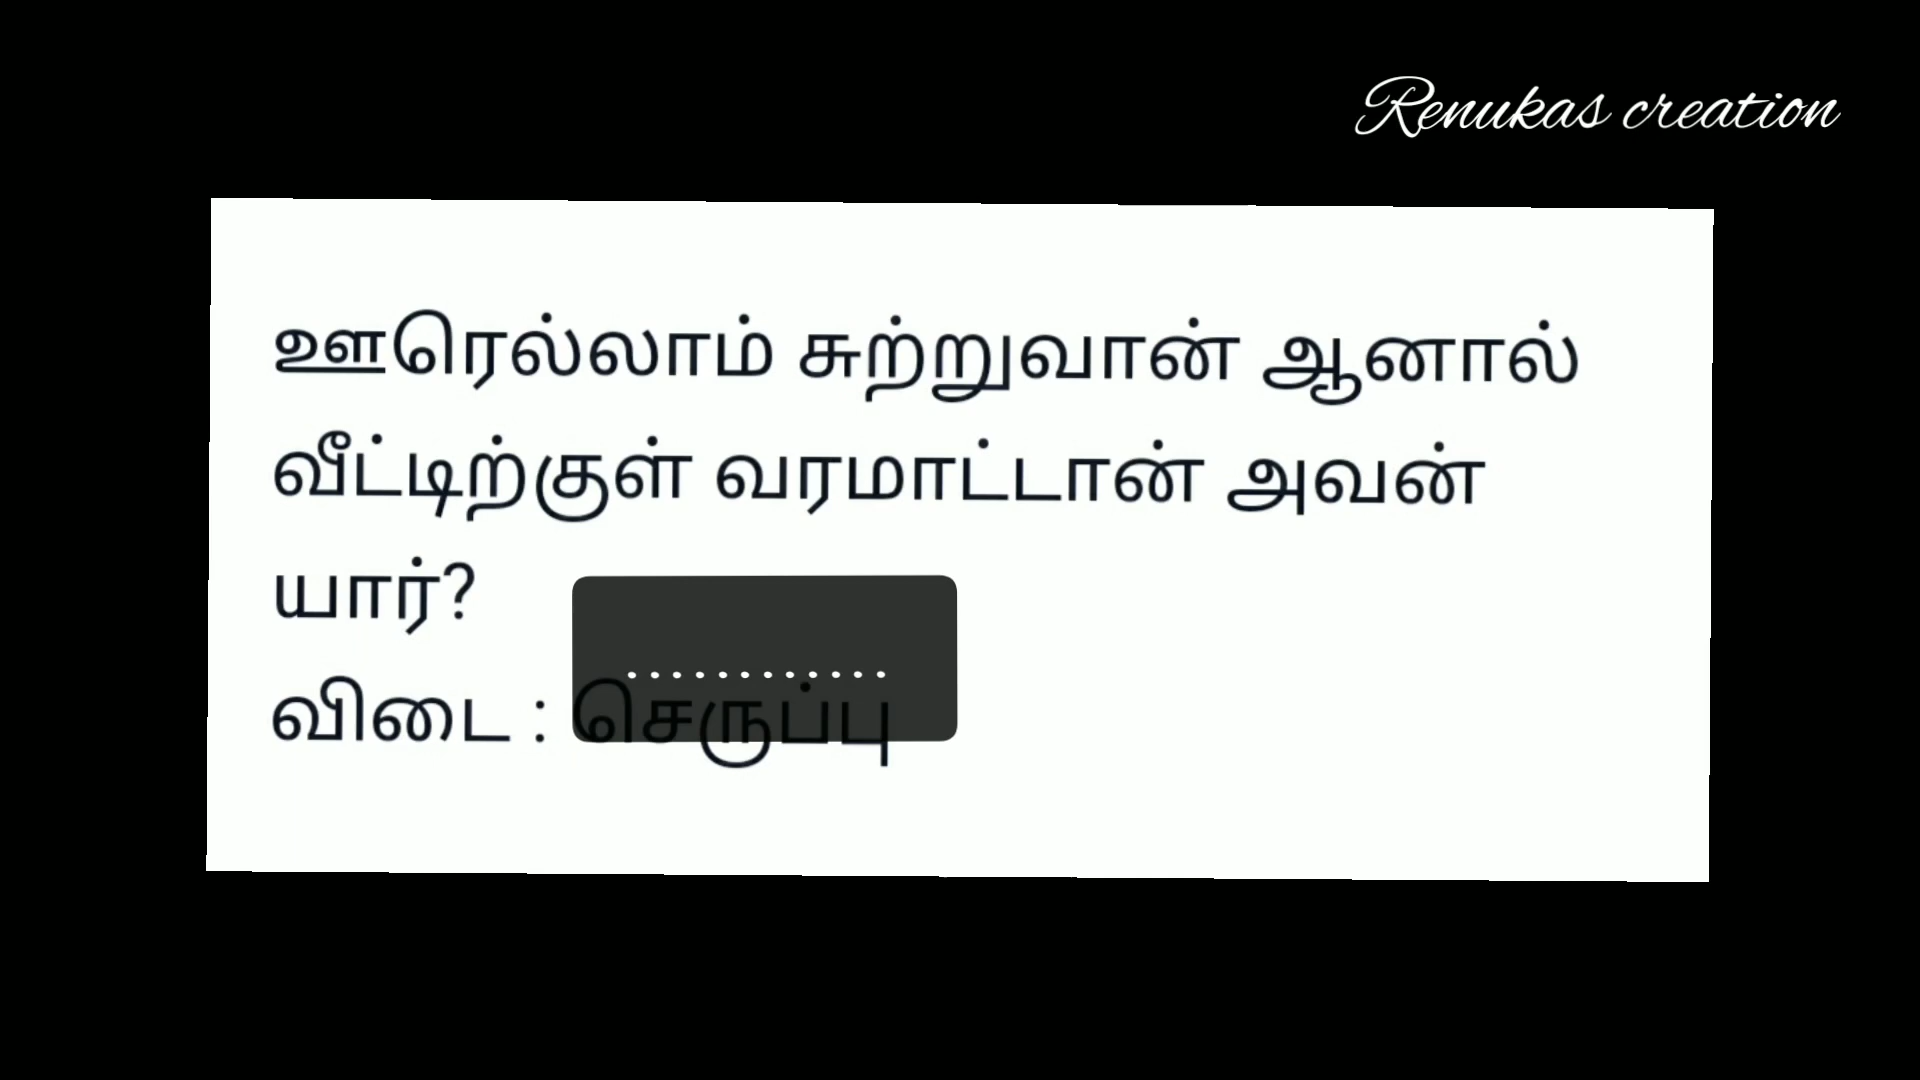 Renukas creation
ஊரெல்லாம் சுற்றுவான் ஆனால்
வீட்டிற்குள் வரமாட்டான் அவன்
யார்?
............
விடை : செருப்பு